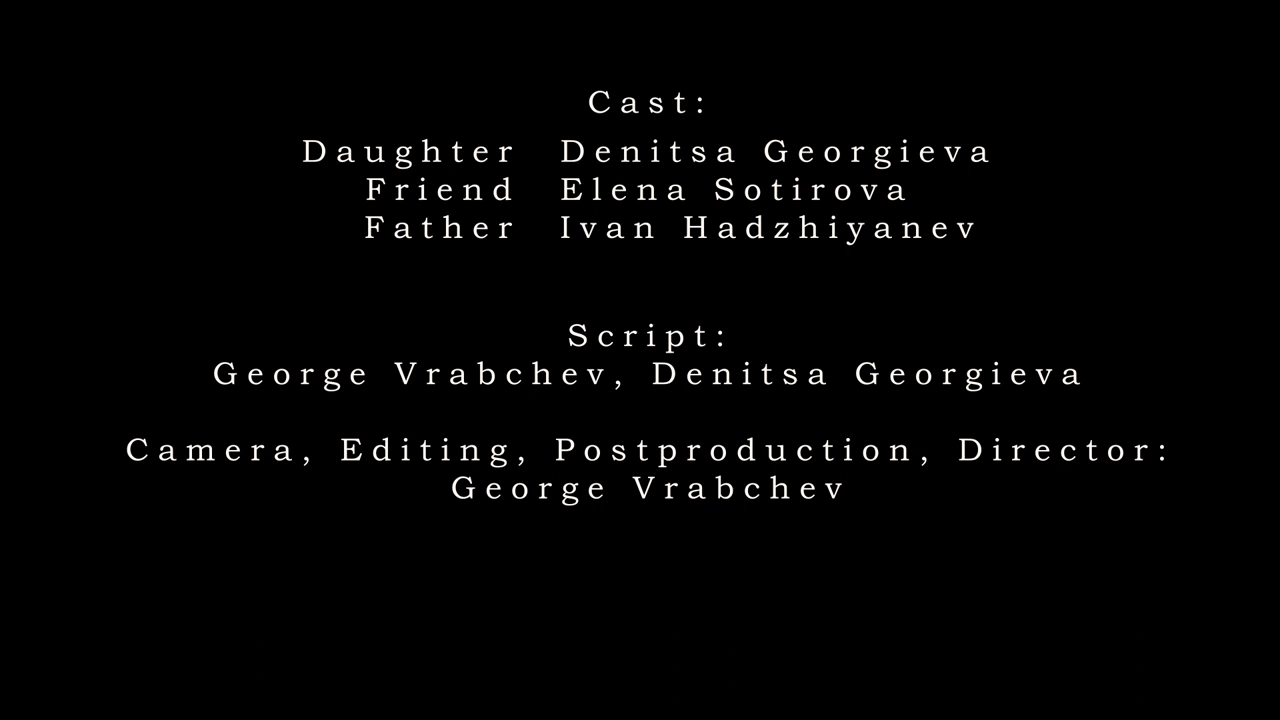 Cast:
Daughter Denitsa Georgieva
Friend Elena Sotirova
Father Ivan Hadzhiyanev
Script:
George Vrabchev, Denitsa Georgieva
Camera, Editing, Postproduction, Director:
George Vrabchev